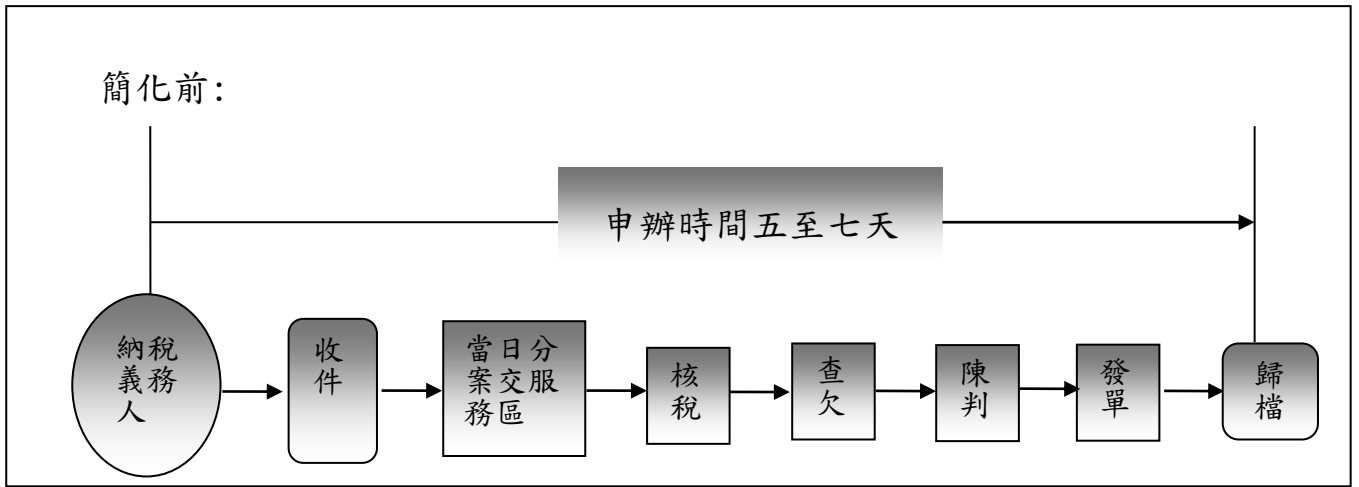 簡化前:
申辦時間五至七天
納稅
義務
人
收
件
當日分
案交服
務區
核
稅
查
欠
陳
判
發
單
歸
檔